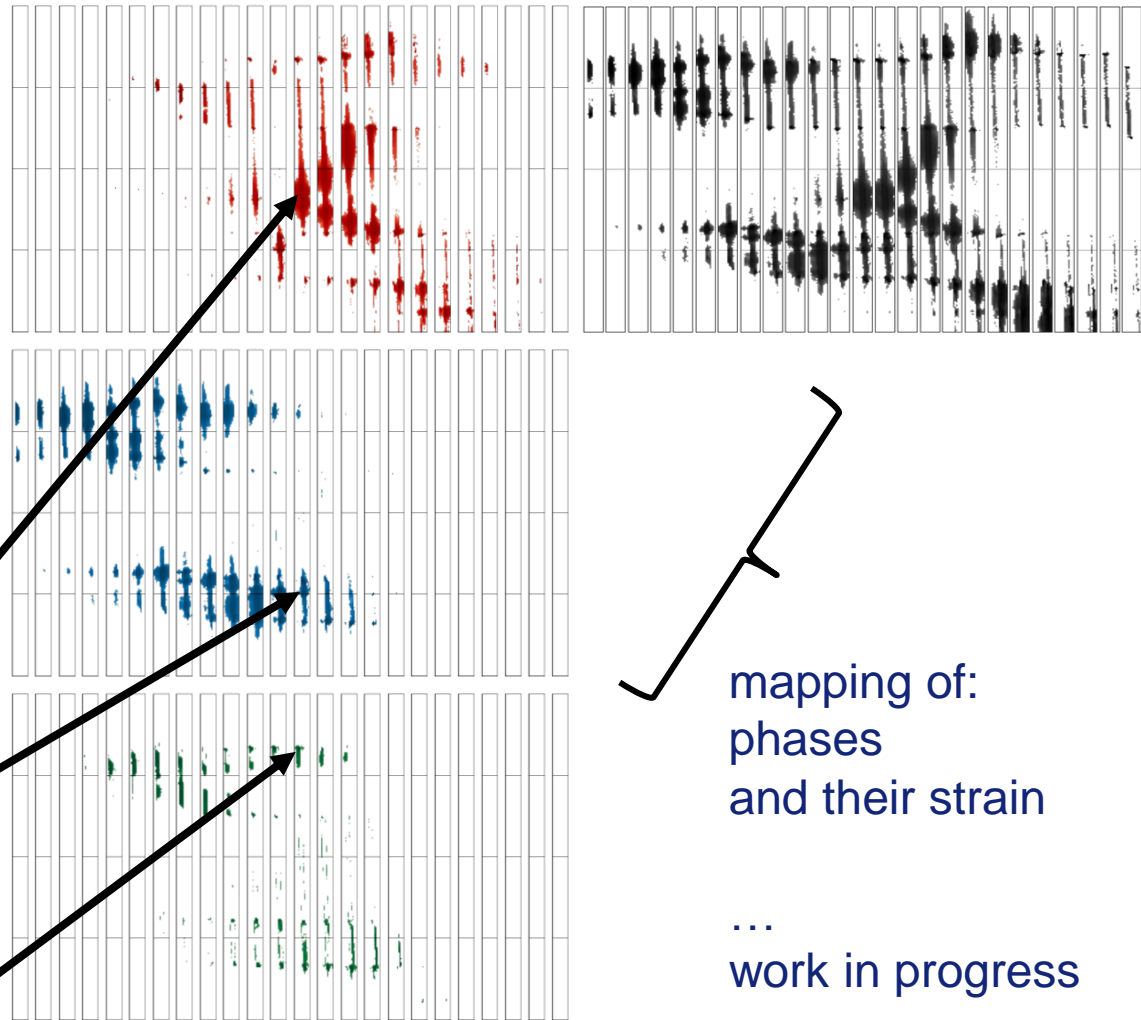 mapping of:
phases
and their strain
…
work in progress